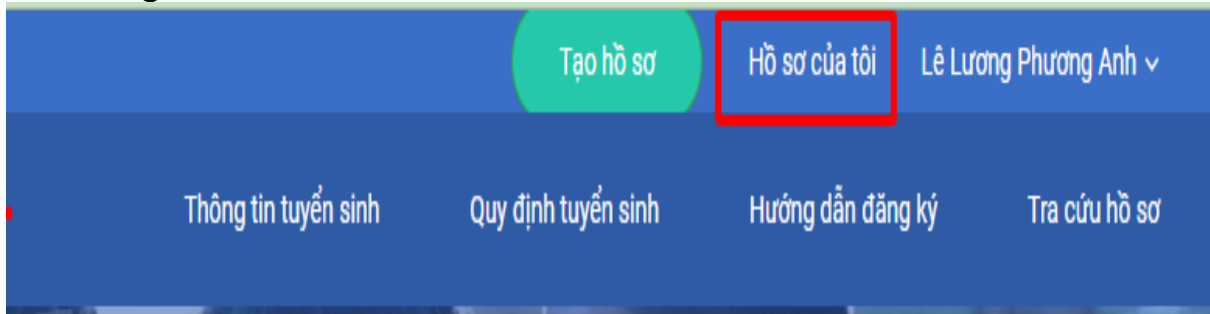 Tạo hồ sơ Hồ sơ của tôi Lê Lương Phương Anh
Thông tin tuyển sinh Quy định tuyển sinh Hướng dẫn đăng ký Tra cứu hồ sơ